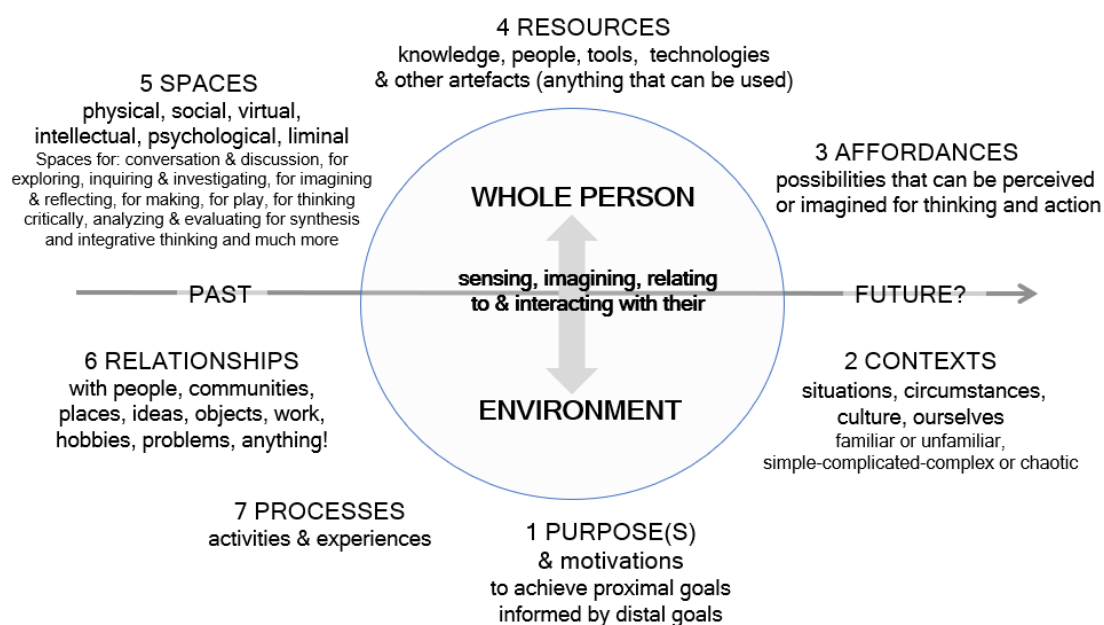 4 RESOURCES
knowledge, people, tools, technologies
& other artefacts (anything that can be used)
5 SPACES
physical, social, virtual,
intellectual, psychological, liminal
Spaces for: conversation & discussion, for
exploring, inquiring & investigating, for imagining
& reflecting, for making, for play, for thinking
critically, analyzing & evaluating for synthesis
and integrative thinking and much more
3 AFFORDANCES
possibilities that can be perceived
or imagined for thinking and action
WHOLE PERSON
sensing, imagining, relating
to & interacting with their
ENVIRONMENT
PAST
FUTURE?
6 RELATIONSHIPS
with people, communities,
places, ideas, objects, work,
hobbies, problems, anything!
2 CONTEXTS
situations, circumstances,
culture, ourselves
familiar or unfamiliar,
simple-complicated-complex or chaotic
7 PROCESSES
activities & experiences
1 PURPOSE(S)
& motivations
to achieve proximal goals
informed by distal goals